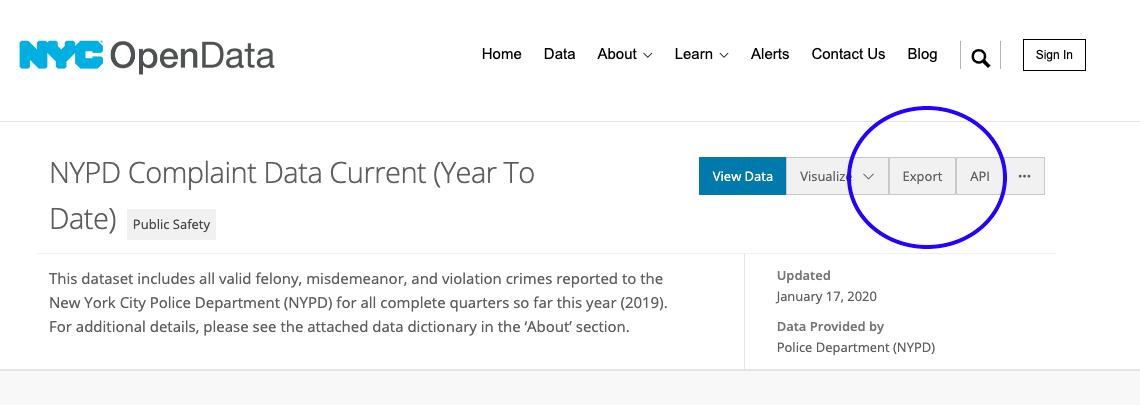 NYC OpenData
Home Data About Learn Alerts Contact Us Blog Sign In
NYPD Complaint Data Current (Year To
Date) Public Safety
View Data Visualize Export API ...
This dataset includes all valid felony, misdemeanor, and violation crimes reported to the
New York City Police Department (NYPD) for all complete quarters so far this year (2019).
For additional details, please see the attached data dictionary in the ‘About’ section.
Updated
January 17, 2020
Data Provided by
Police Department (NYPD)